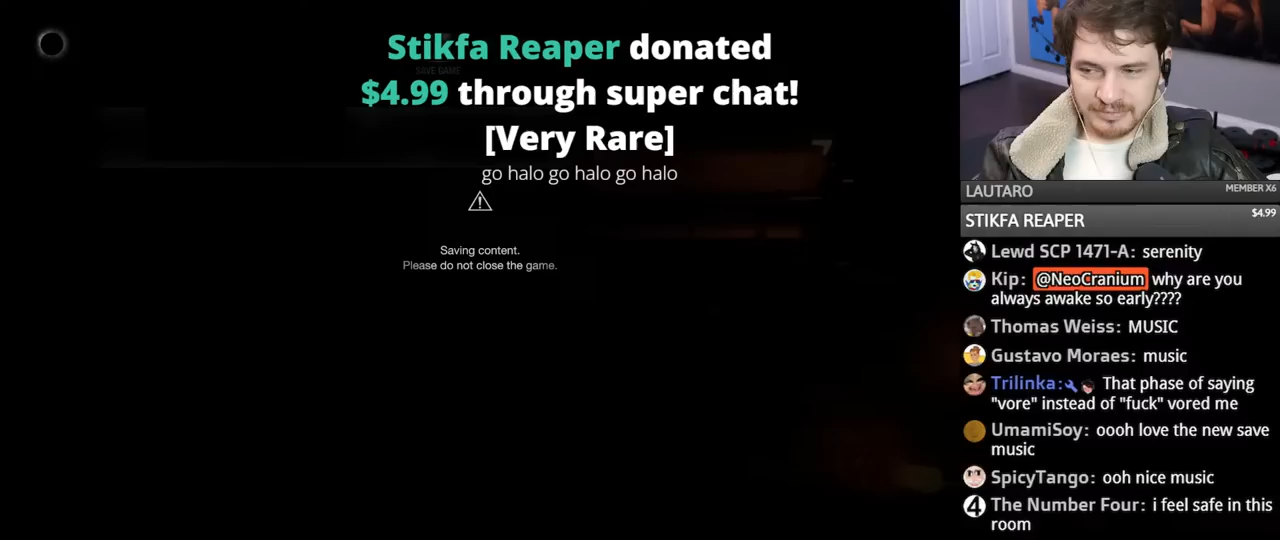 Stikfa Reaper donated
$4.99 through super chat!
[Very Rare]
go halo go halo go halo
SAVE GAME
Saving content.
Please do not close the game.
LAUTARO MEMBER X6
STIKFA REAPER $4.99
Lewd SCP 1471-A: serenity
Kip: @NeoCranium why are you
always awake so early????
Thomas Weiss: MUSIC
Gustavo Moraes: music
Trilinka: That phase of saying
"vore" instead of "fuck" vored me
UmamiSoy: oooh love the new save
music
SpicyTango: ooh nice music
4 The Number Four: i feel safe in this
room